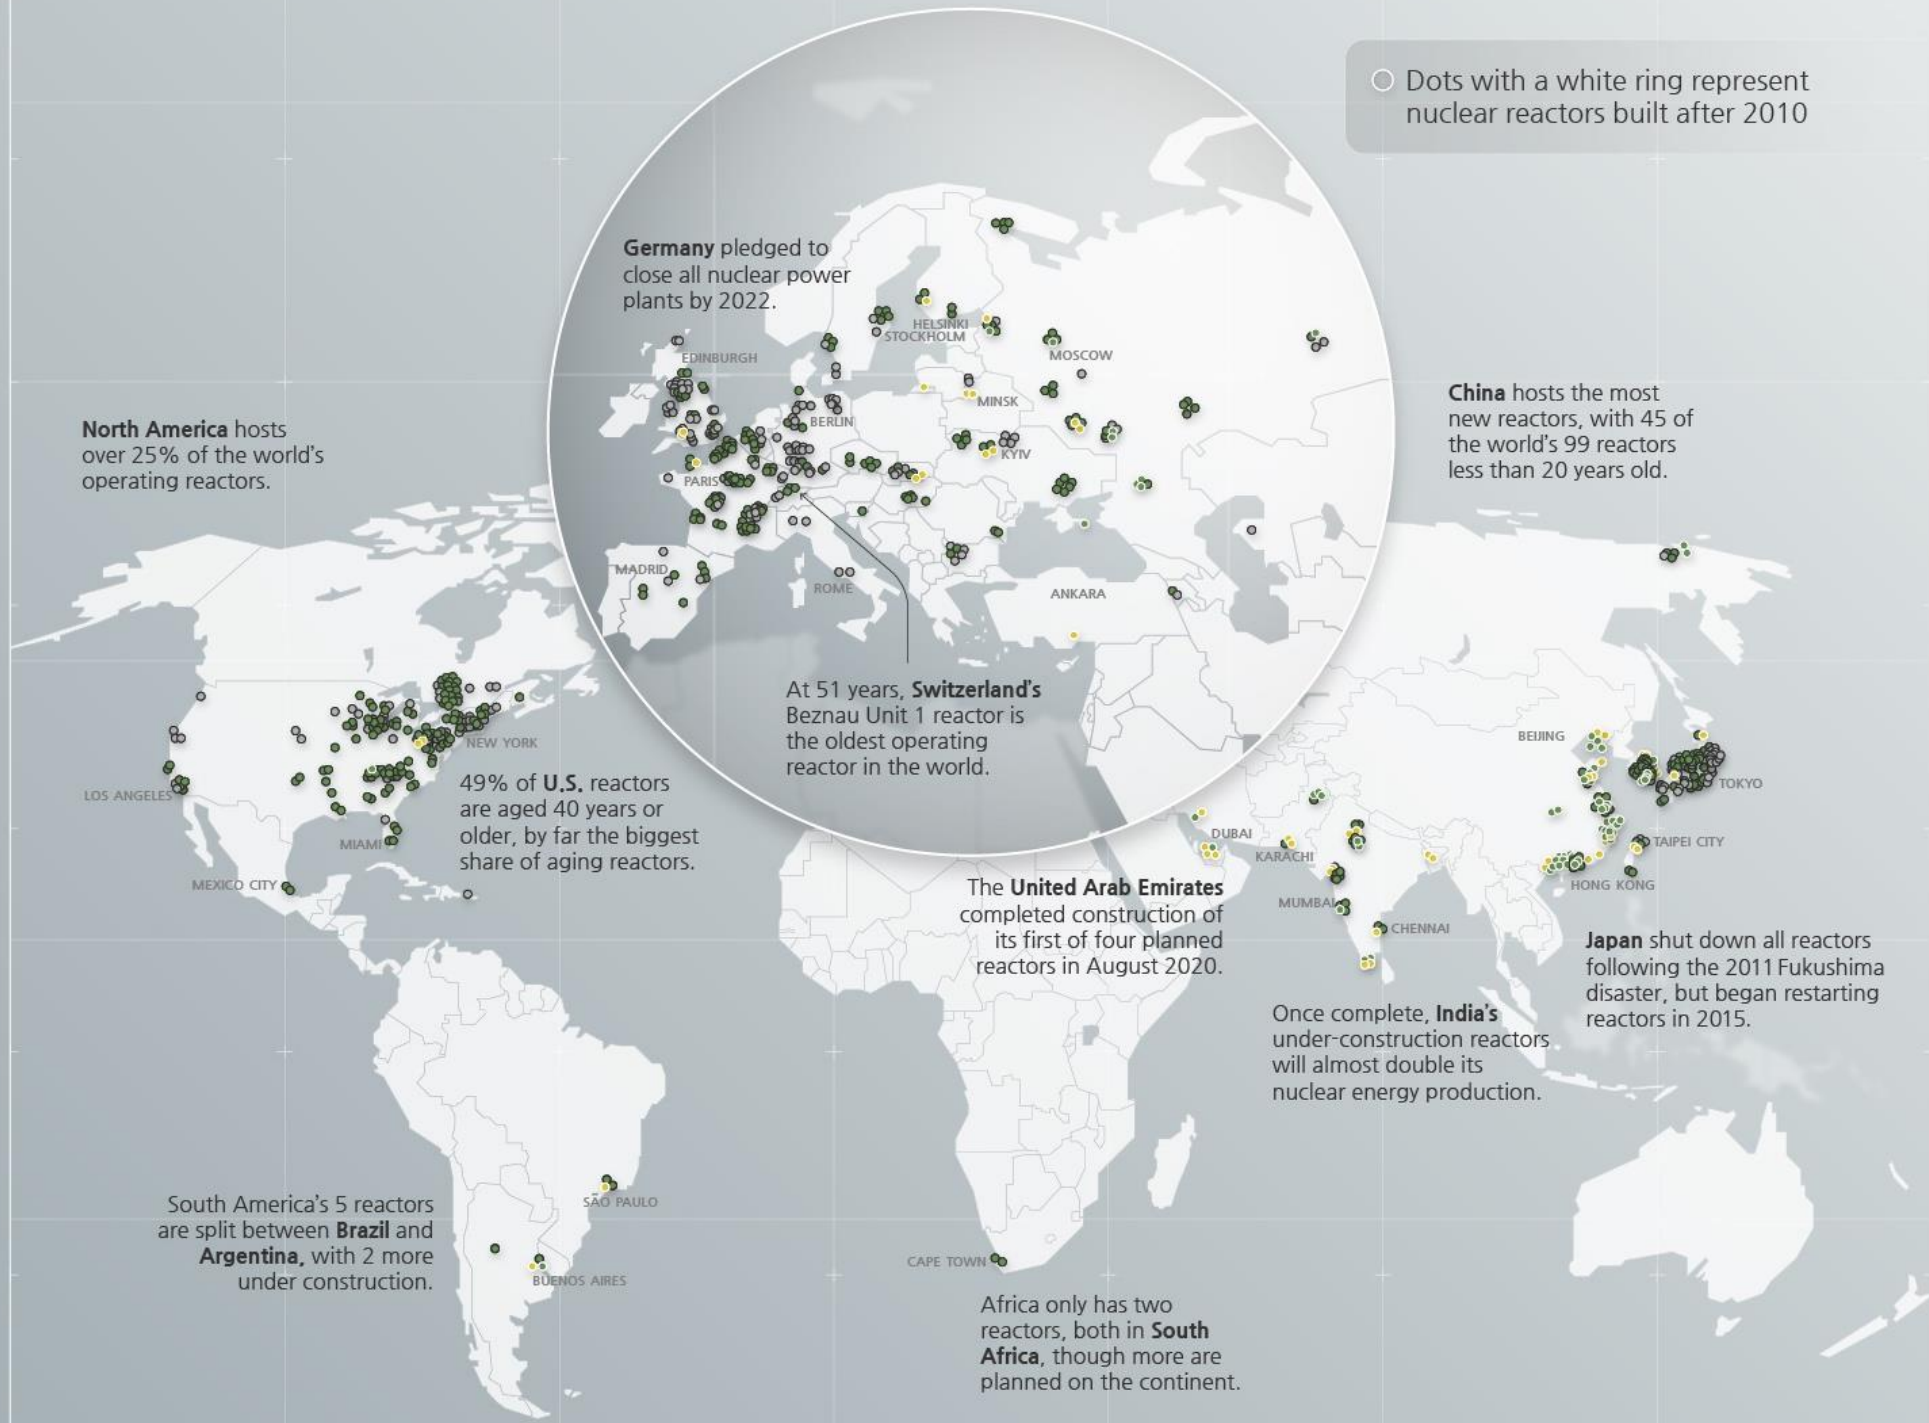 Dots with a white ring represent
nuclear reactors built after 2010
Germany pledged to
close all nuclear power
plants by 2022.
HELSINKI
STOCKHOLM
EDINBURGH
MOSCOW
MINSK
BERLIN
KYIV
PARIS
MADRID
ROME
ANKARA
North America hosts
over 25% of the world's
operating reactors.
China hosts the most
new reactors, with 45 of
the world's 99 reactors
less than 20 years old.
At 51 years, Switzerland's
Beznau Unit 1 reactor is
the oldest operating
reactor in the world.
NEW YORK
LOS ANGELES
MIAMI
MEXICO CITY
49% of U.S. reactors
are aged 40 years or
older, by far the biggest
share of aging reactors.
BEIJING
TOKYO
DUBAI
KARACHI
TAIPEI CITY
HONG KONG
MUMBAI
CHENNAI
The United Arab Emirates
completed construction of
its first of four planned
reactors in August 2020.
Japan shut down all reactors
following the 2011 Fukushima
disaster, but began restarting
reactors in 2015.
Once complete, India's
under-construction reactors
will almost double its
nuclear energy production.
South America's 5 reactors
are split between Brazil and
Argentina, with 2 more
under construction.
SÃO PAULO
BUENOS AIRES
CAPE TOWN
Africa only has two
reactors, both in South
Africa, though more are
planned on the continent.